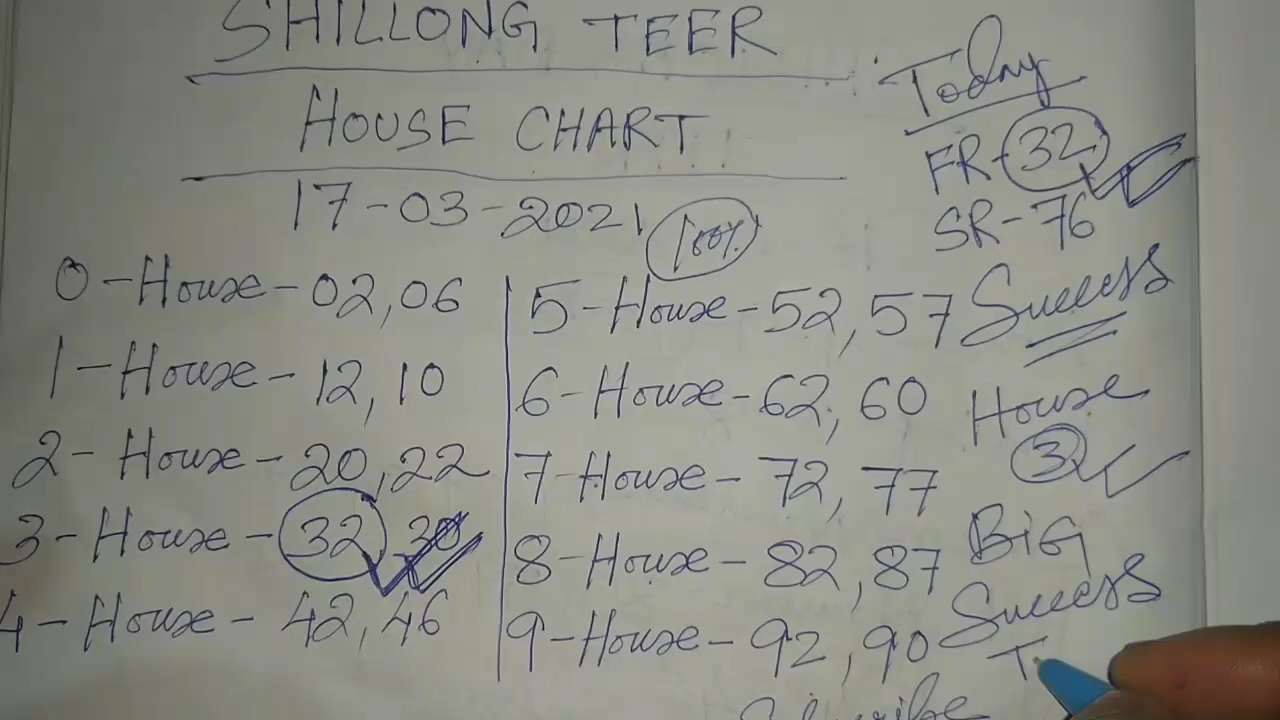 SHILLONG TEER
HOUSE CHART
17-03-2021 100%
0-House-02,06
1-House-12,10
2-House-20,22
3-House-32,30
4-House-42,46
5-House-52,57
6-House-62,60
7-House-72,77
8-House-82,87
9-House-92,90
Today
FR-32
SR-76
Success
House
3
BiG
Success
T